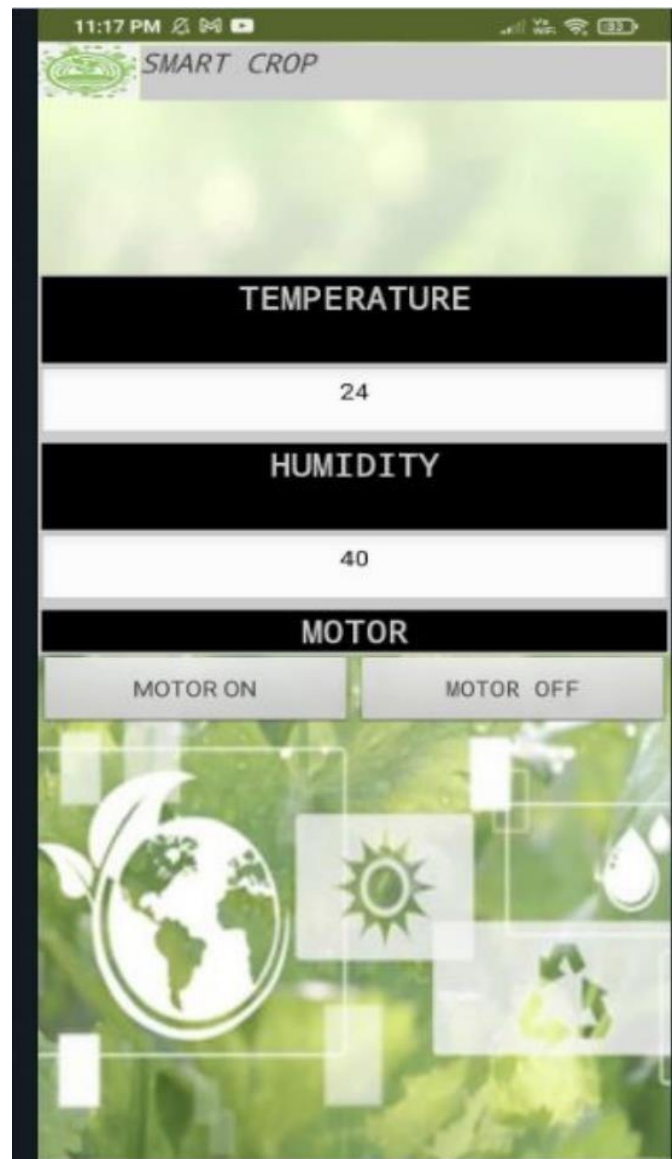 11:17 PM
SMART CROP
TEMPERATURE
24
HUMIDITY
40
MOTOR
MOTOR ON MOTOR OFF